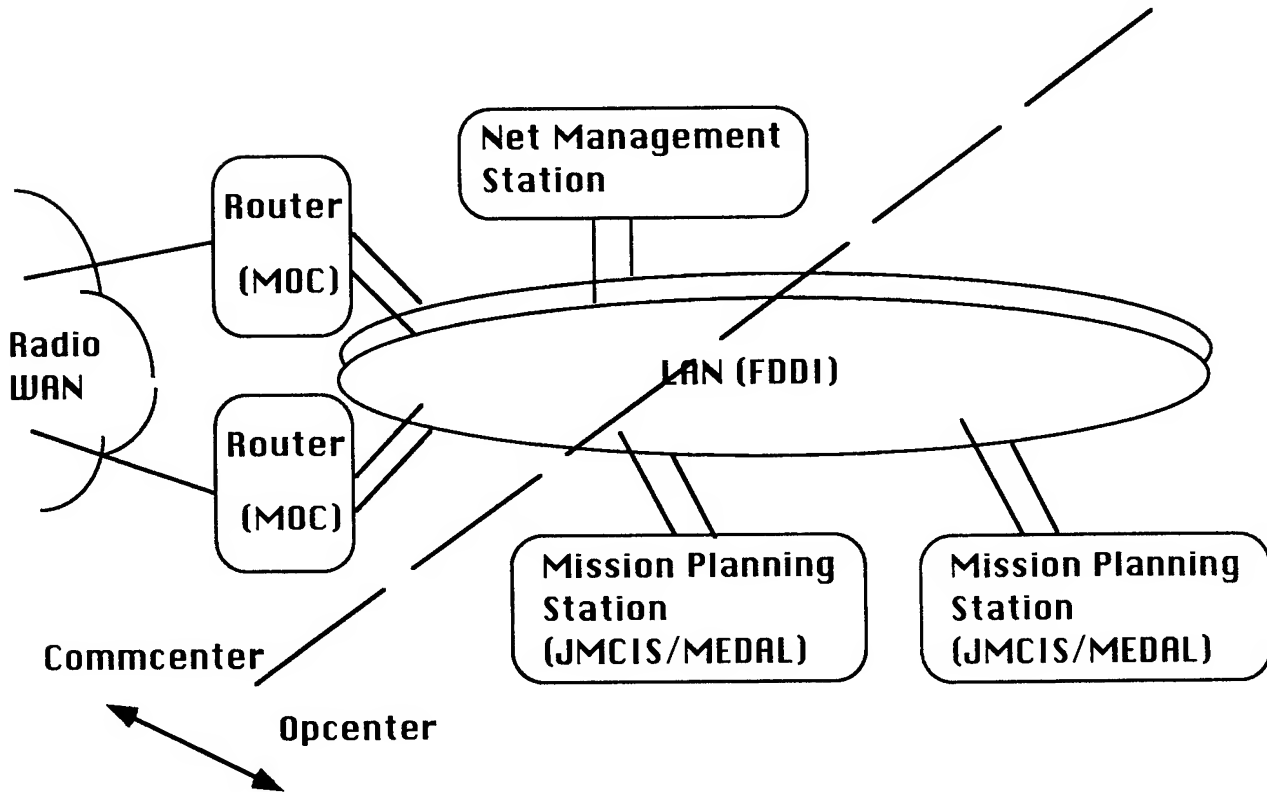 Net Management
Station
Router
(MOC)
Radio
WAN
LAN (FDDI)
Router
(MOC)
Mission Planning
Station
(JMCIS/MEDAL)
Mission Planning
Station
(JMCIS/MEDAL)
Commcenter
Opcenter